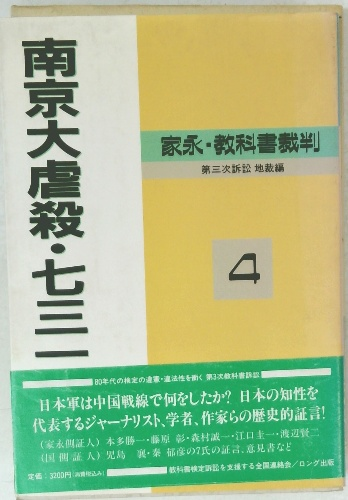 南京大虐殺・七三一
家永・教科書裁判
第三次訴訟 地裁編
4
80年代の検定の違憲・違法性を衝く 第3次教科書訴訟
日本軍は中国戦線で何をしたか? 日本の知性を
代表するジャーナリスト、学者、作家らの歴史的証言!
(家永側証人) 本多勝一・藤原 彰・森村誠一・江口圭一・渡辺賢二
(国側証人) 児島 襄・秦 郁彦の7氏の証言、意見書など
定価:3200円(消費税込み)
教科書検定訴訟を支援する全国連絡会/ロング出版